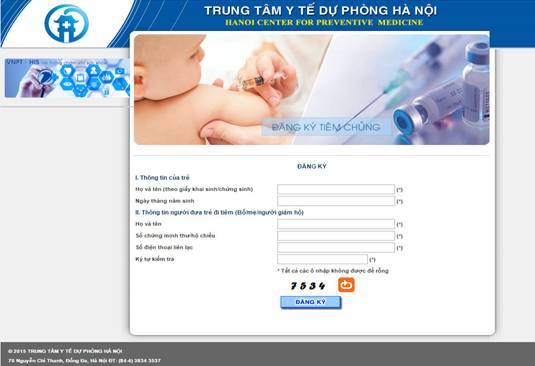 TRUNG TÂM Y TẾ DỰ PHÒNG HÀ NỘI
HANOI CENTER FOR PREVENTIVE MEDICINE
VNPT - HIS
ĐĂNG KÝ TIÊM CHỦNG
ĐĂNG KÝ
I. Thông tin của trẻ
Họ và tên (theo giấy khai sinh/chứng sinh) (*)
Ngày tháng năm sinh (*)
II. Thông tin người đưa trẻ đi tiêm (Bố/mẹ/người giám hộ)
Họ và tên (*)
Số chứng minh thư/hộ chiếu (*)
Số điện thoại liên lạc (*)
Ký tự kiểm tra (*)
* Tất cả các ô nhập không được để rỗng
7534
ĐĂNG KÝ
© 2015 TRUNG TÂM Y TẾ DỰ PHÒNG HÀ NỘI
70 Nguyễn Chí Thanh, Đống Đa, Hà Nội ĐT: (84-4) 3834 3537